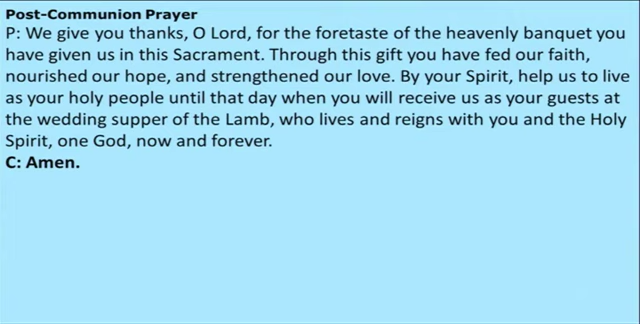 Post-Communion Prayer
P: We give you thanks, O Lord, for the foretaste of the heavenly banquet you
have given us in this Sacrament. Through this gift you have fed our faith,
nourished our hope, and strengthened our love. By your Spirit, help us to live
as your holy people until that day when you will receive us as your guests at
the wedding supper of the Lamb, who lives and reigns with you and the Holy
Spirit, one God, now and forever.
C: Amen.